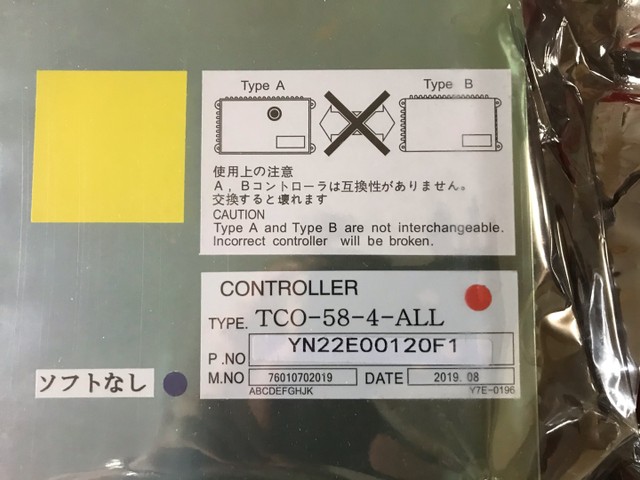 Type A
Type B
使用上の注意
A，Bコントローラは互換性がありません。
交換すると壊れます
CAUTION
Type A and Type B are not interchangeable.
Incorrect controller will be broken.
CONTROLLER
TYPE. TCO-58-4-ALL
P.NO YN22E00120F1
M.NO 76010702019 DATE 2019.08
ABCDEFGHJK Y7E-0196
ソフトなし